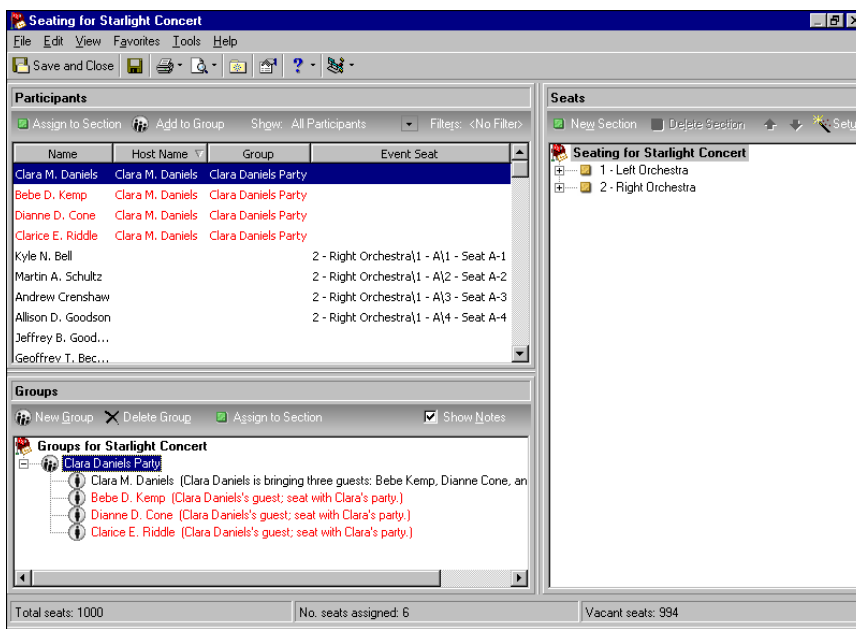 Seating for Starlight Concert
File Edit View Favorites Tools Help
Save and Close
Participants
Assign to Section Add to Group Show: All Participants Filters: <No Filter>
Name Host Name Group Event Seat
Clara M. Daniels Clara M. Daniels Clara Daniels Party
Bebe D. Kemp Clara M. Daniels Clara Daniels Party
Dianne D. Cone Clara M. Daniels Clara Daniels Party
Clarice E. Riddle Clara M. Daniels Clara Daniels Party
Kyle N. Bell 2 - Right Orchestra\1 - A\1 - Seat A-1
Martin A. Schultz 2 - Right Orchestra\1 - A\2 - Seat A-2
Andrew Crenshaw 2 - Right Orchestra\1 - A\3 - Seat A-3
Allison D. Goodson 2 - Right Orchestra\1 - A\4 - Seat A-4
Jeffrey B. Good...
Geoffrey T. Bec...
Groups
New Group Delete Group Assign to Section Show Notes
Groups for Starlight Concert
Clara Daniels Party
Clara M. Daniels (Clara Daniels is bringing three guests: Bebe Kemp, Dianne Cone, an
Bebe D. Kemp (Clara Daniels's guest; seat with Clara's party.)
Dianne D. Cone (Clara Daniels's guest; seat with Clara's party.)
Clarice E. Riddle (Clara Daniels's guest; seat with Clara's party.)
Seats
New Section Delete Section Setu
Seating for Starlight Concert
1 - Left Orchestra
2 - Right Orchestra
Total seats: 1000 No. seats assigned: 6 Vacant seats: 994